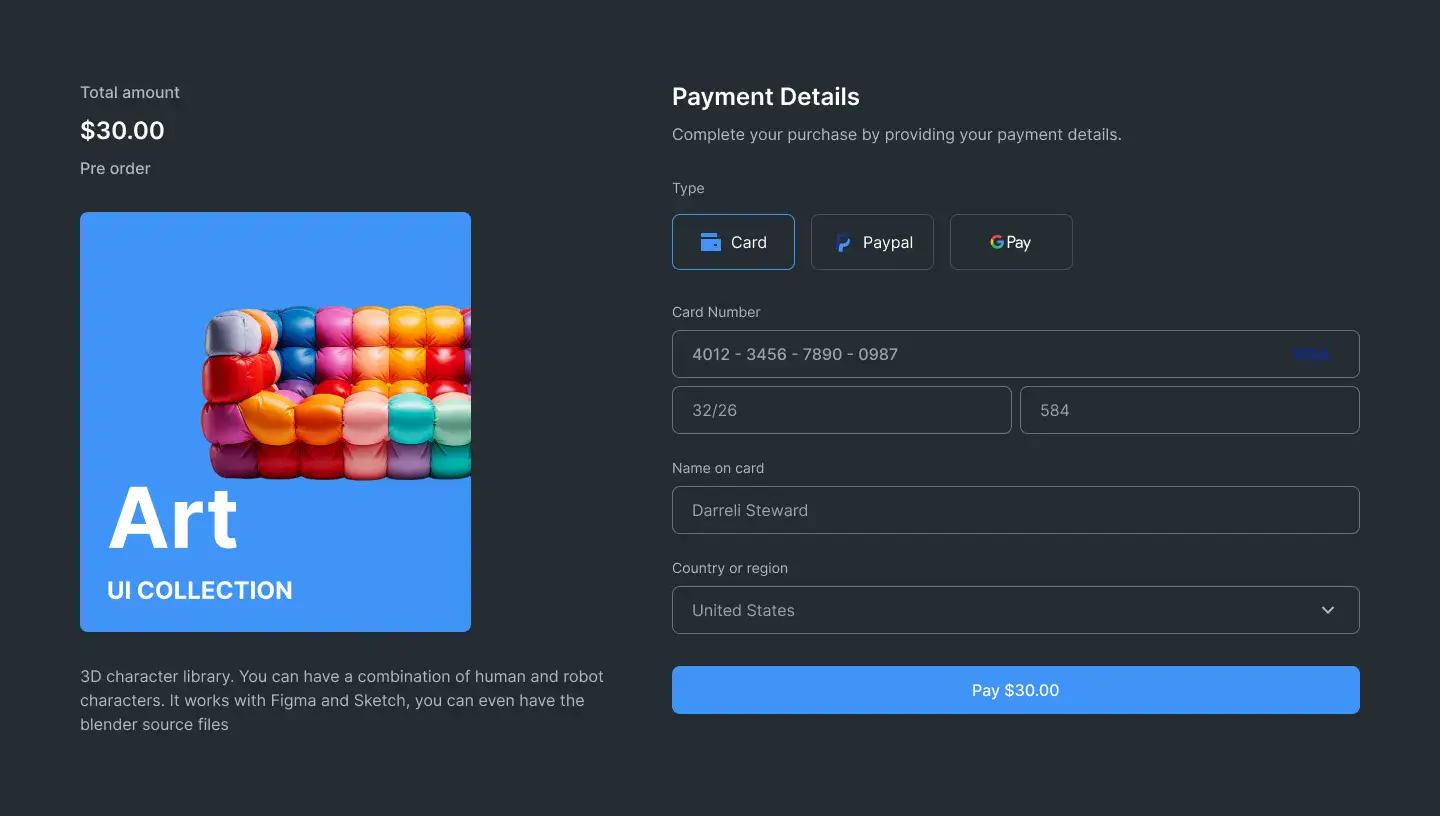 Total amount
$30.00
Pre order
Art
UI COLLECTION
3D character library. You can have a combination of human and robot
characters. It works with Figma and Sketch, you can even have the
blender source files
Payment Details
Complete your purchase by providing your payment details.
Type
Card
Paypal
G Pay
Card Number
4012 - 3456 - 7890 - 0987
VISA
32/26
584
Name on card
Darreli Steward
Country or region
United States
Pay $30.00